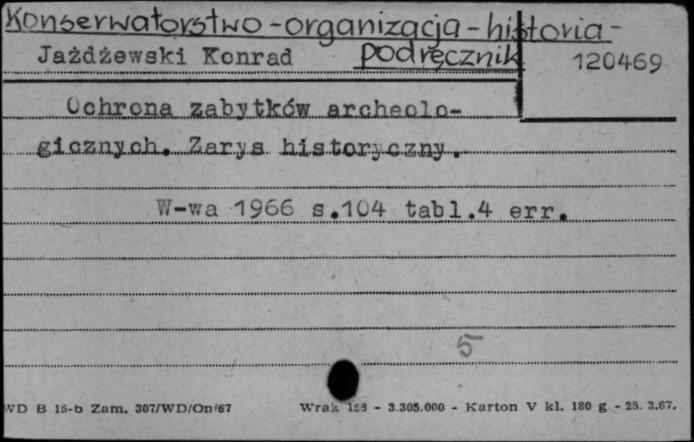 Konserwatorstwo - organizacja - historia -
Jażdżewski Konrad podręcznik 120469
Ochrona zabytków archeolo-
gicznych. Zarys historyczny.
W-wa 1966 s.104 tabl.4 err.
5
WD B 15-b Zam. 307/WD/On/67 Wrak - 3.305.000 - Karton V kl. 180 g - 25. 3.67.